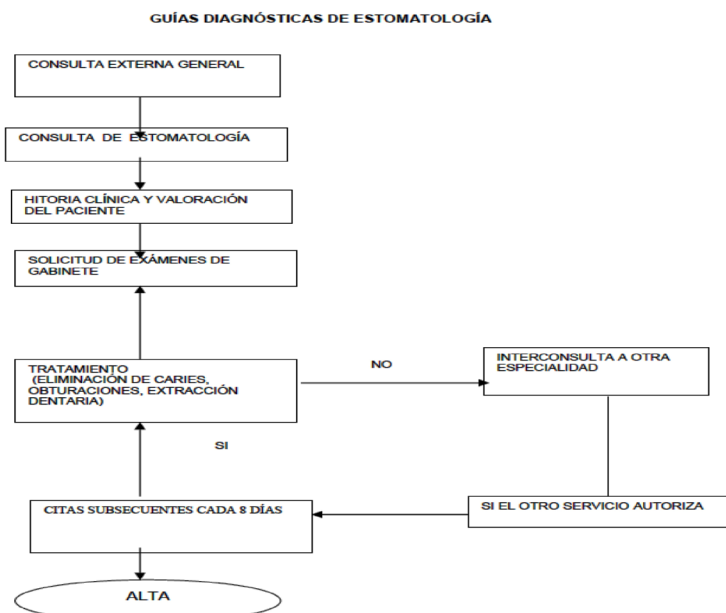 GUÍAS DIAGNÓSTICAS DE ESTOMATOLOGÍA
CONSULTA EXTERNA GENERAL
CONSULTA DE ESTOMATOLOGÍA
HITORIA CLÍNICA Y VALORACIÓN
DEL PACIENTE
SOLICITUD DE EXÁMENES DE
GABINETE
TRATAMIENTO
(ELIMINACIÓN DE CARIES,
OBTURACIONES, EXTRACCIÓN
DENTARIA)
NO
INTERCONSULTA A OTRA
ESPECIALIDAD
SI
CITAS SUBSECUENTES CADA 8 DÍAS
SI EL OTRO SERVICIO AUTORIZA
ALTA